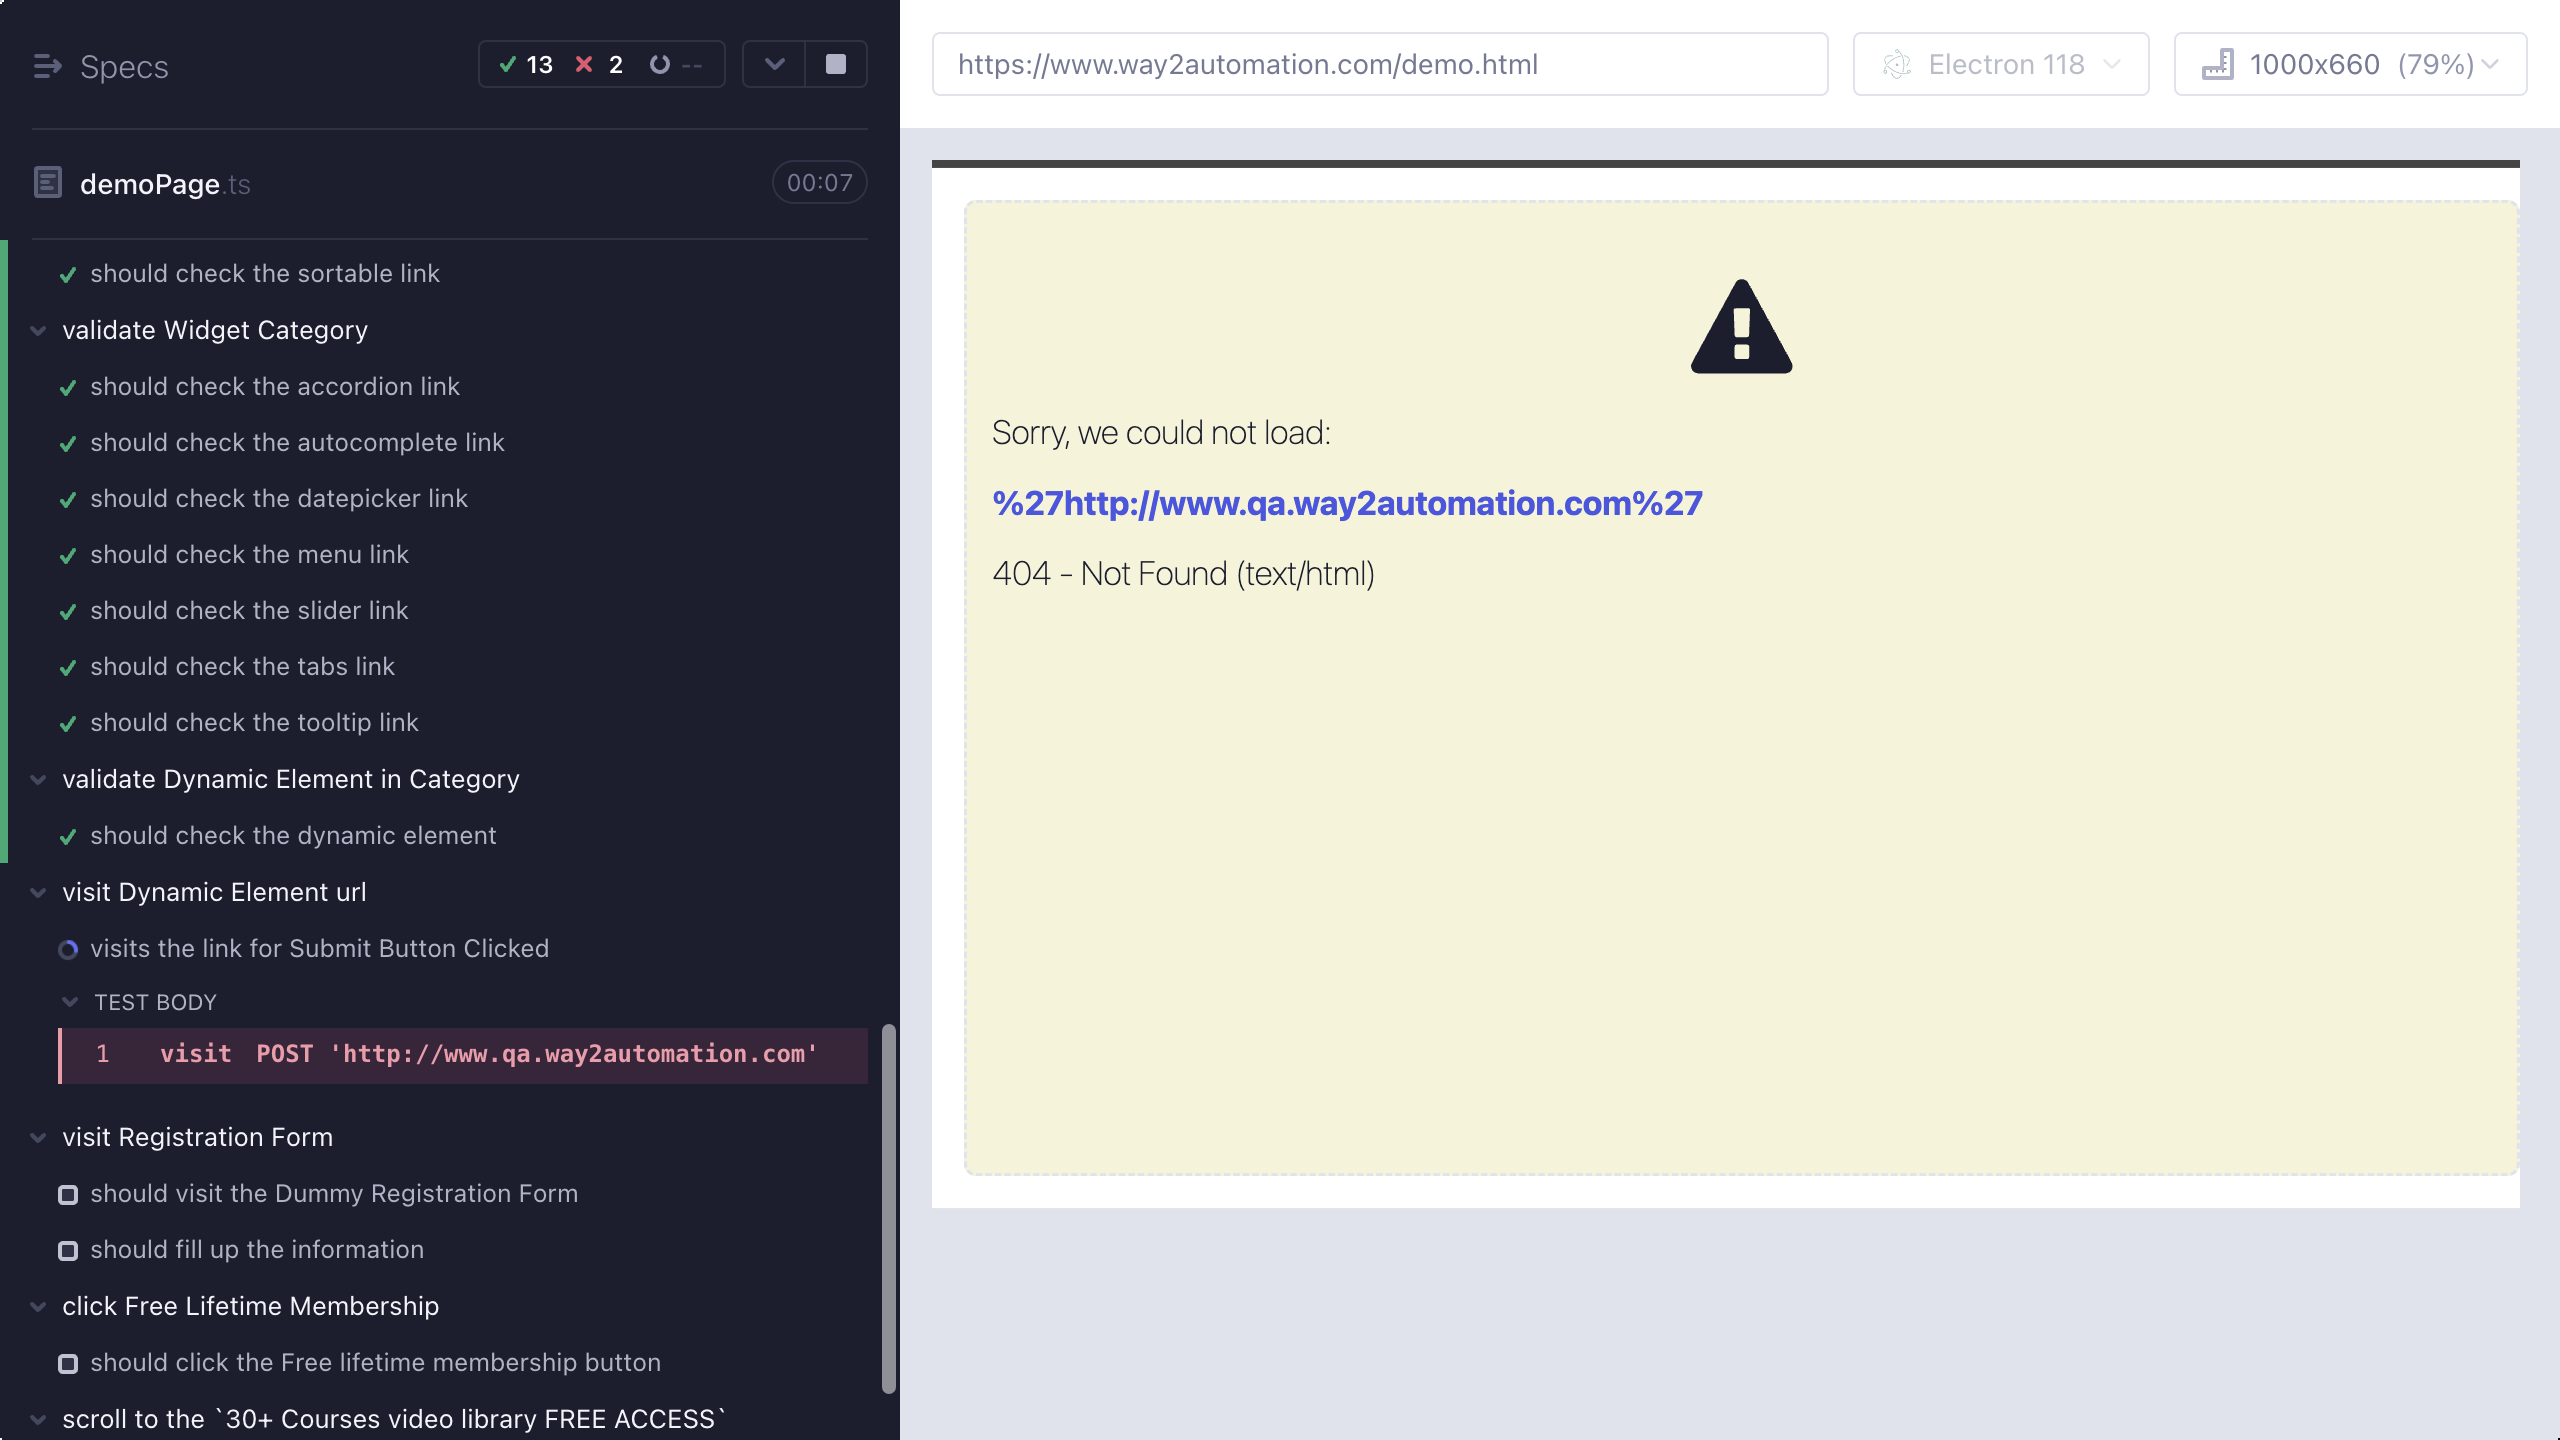 Specs
13 2 --
demoPage.ts
00:07
should check the sortable link
validate Widget Category
should check the accordion link
should check the autocomplete link
should check the datepicker link
should check the menu link
should check the slider link
should check the tabs link
should check the tooltip link
validate Dynamic Element in Category
should check the dynamic element
visit Dynamic Element url
visits the link for Submit Button Clicked
TEST BODY
1 visit POST 'http://www.qa.way2automation.com'
visit Registration Form
should visit the Dummy Registration Form
should fill up the information
click Free Lifetime Membership
should click the Free lifetime membership button
scroll to the `30+ Courses video library FREE ACCESS`
https://www.way2automation.com/demo.html
Electron 118
1000x660 (79%)
Sorry, we could not load:
%27http://www.qa.way2automation.com%27
404 - Not Found (text/html)